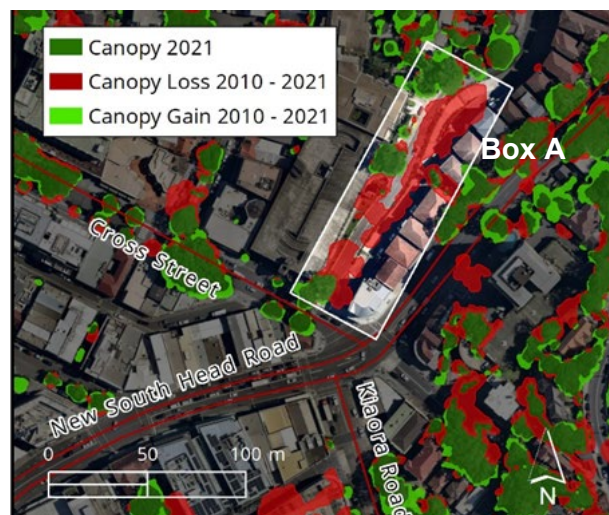 Canopy 2021
Canopy Loss 2010 - 2021
Canopy Gain 2010 - 2021
Box A
Cross Street
New South Head Road
Kiaora Road
0 50 100 m
N